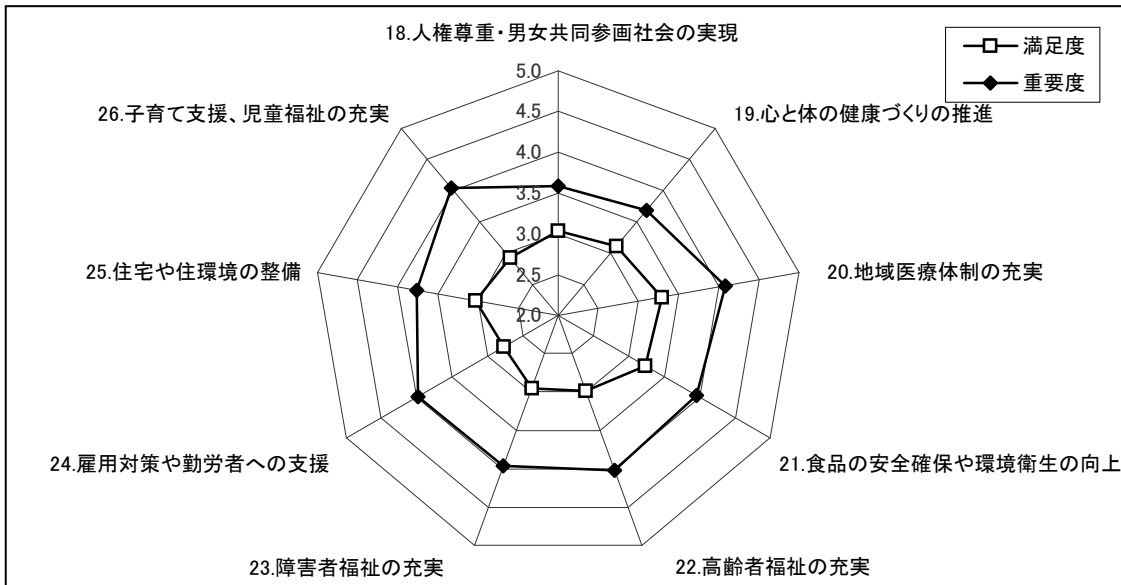 18.人権尊重・男女共同参画社会の実現
満足度
重要度
5.0
4.5
4.0
3.5
3.0
2.5
2.0
19.心と体の健康づくりの推進
20.地域医療体制の充実
21.食品の安全確保や環境衛生の向上
22.高齢者福祉の充実
23.障害者福祉の充実
24.雇用対策や勤労者への支援
25.住宅や住環境の整備
26.子育て支援、児童福祉の充実